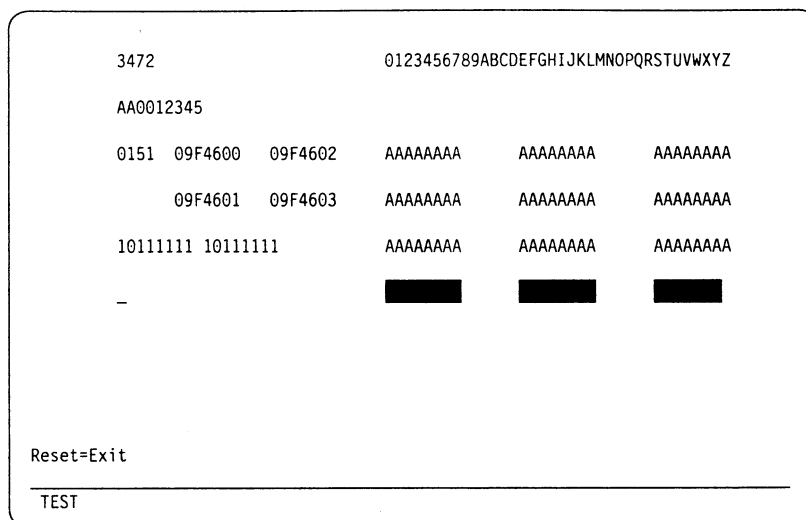 3472 0123456789ABCDEFGHIJKLMNOPQRSTUVWXYZ
AA0012345
0151 09F4600 09F4602 AAAAAAAA AAAAAAAA AAAAAAAA
09F4601 09F4603 AAAAAAAA AAAAAAAA AAAAAAAA
10111111 10111111 AAAAAAAA AAAAAAAA AAAAAAAA
_
Reset=Exit
TEST